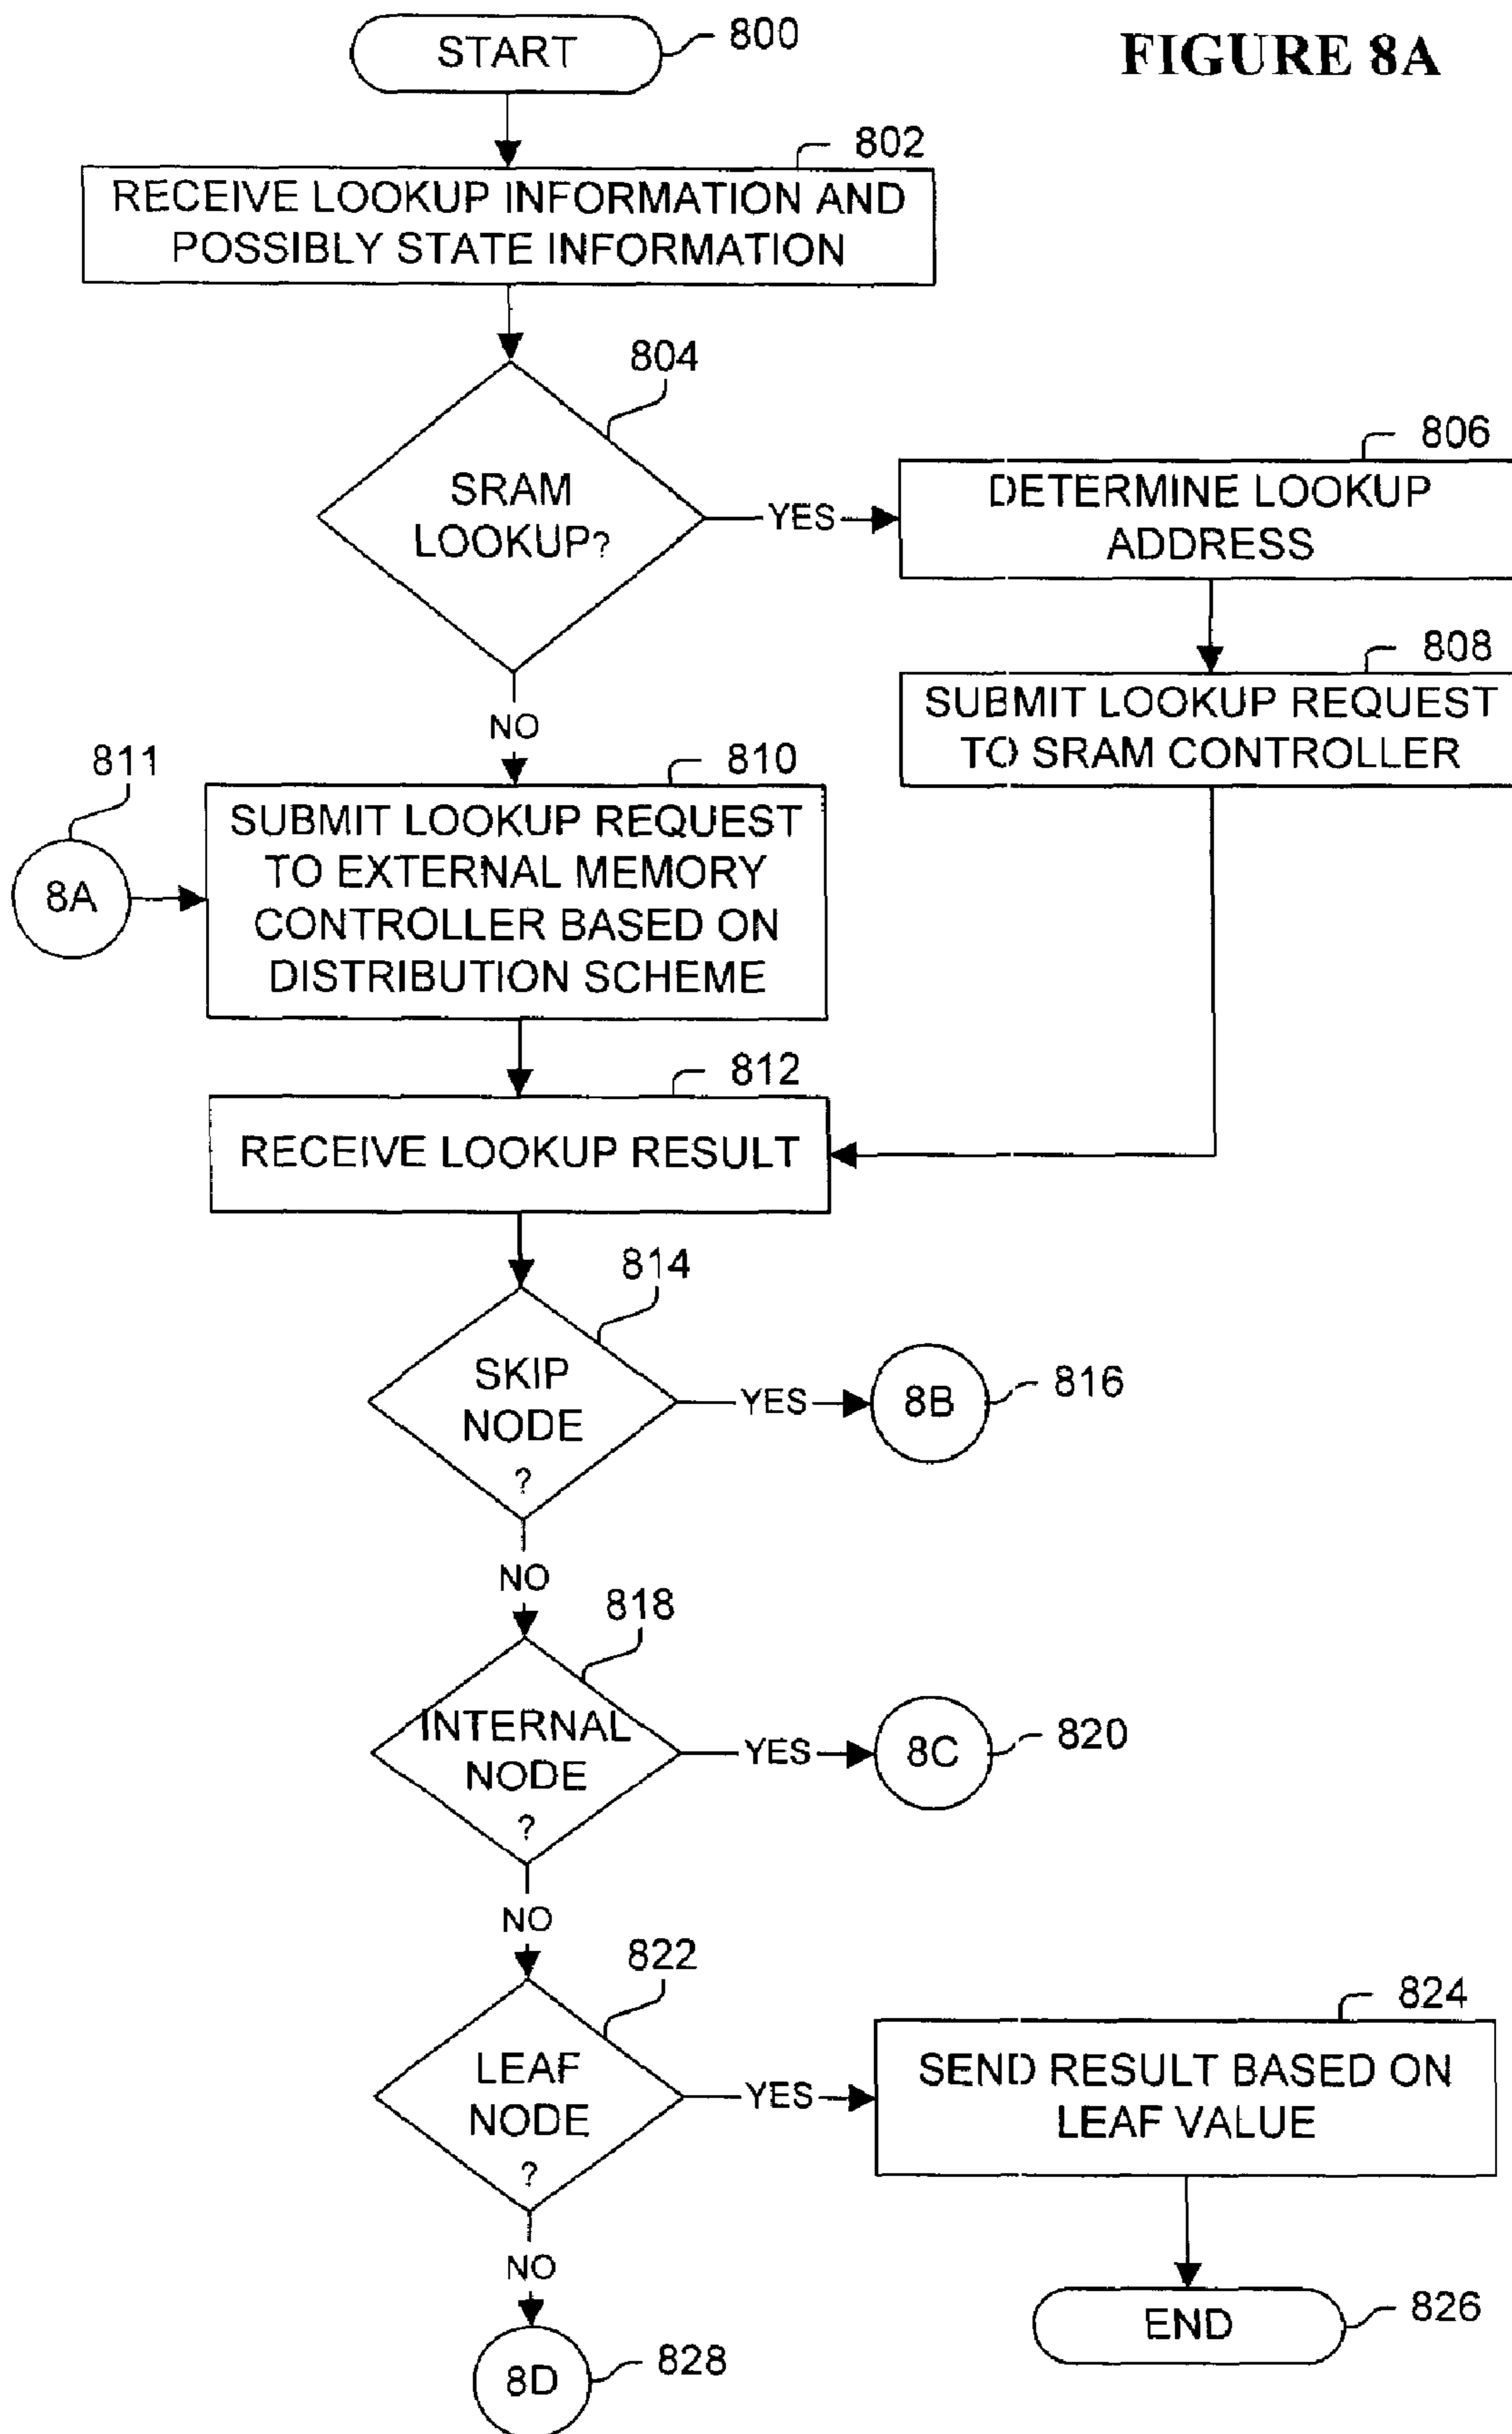 START
800
FIGURE 8A
802
RECEIVE LOOKUP INFORMATION AND
POSSIBLY STATE INFORMATION
804
SRAM
LOOKUP?
YES
806
DETERMINE LOOKUP
ADDRESS
808
SUBMIT LOOKUP REQUEST
TO SRAM CONTROLLER
NO
811
8A
810
SUBMIT LOOKUP REQUEST
TO EXTERNAL MEMORY
CONTROLLER BASED ON
DISTRIBUTION SCHEME
812
RECEIVE LOOKUP RESULT
814
SKIP
NODE
?
YES
8B
816
NO
818
INTERNAL
NODE
?
YES
8C
820
NO
822
LEAF
NODE
?
YES
824
SEND RESULT BASED ON
LEAF VALUE
NO
END
826
8D
828